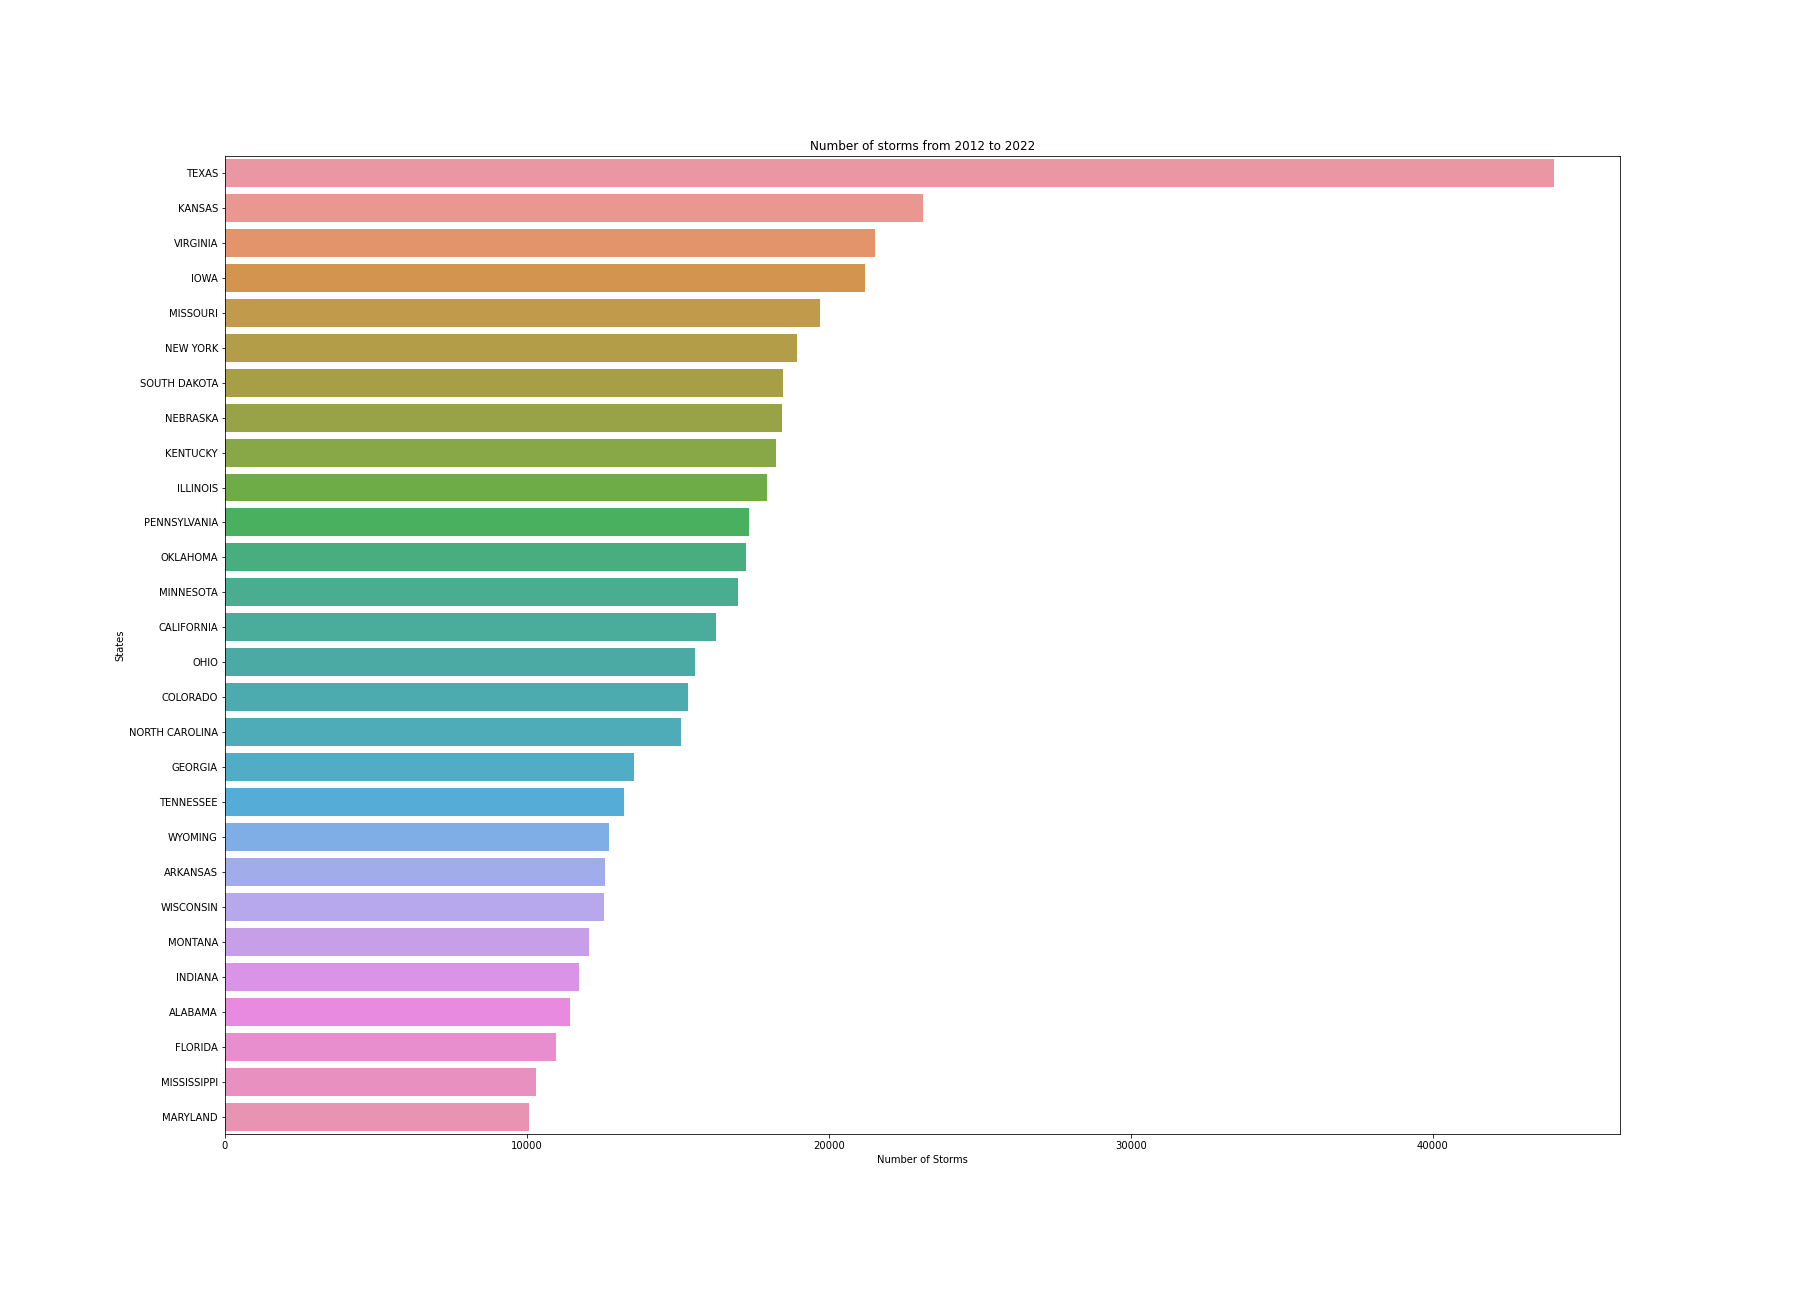 Number of storms from 2012 to 2022
TEXAS
KANSAS
VIRGINIA
IOWA
MISSOURI
NEW YORK
SOUTH DAKOTA
NEBRASKA
KENTUCKY
ILLINOIS
PENNSYLVANIA
OKLAHOMA
MINNESOTA
CALIFORNIA
OHIO
COLORADO
NORTH CAROLINA
GEORGIA
TENNESSEE
WYOMING
ARKANSAS
WISCONSIN
MONTANA
INDIANA
ALABAMA
FLORIDA
MISSISSIPPI
MARYLAND
States
0 10000 20000 30000 40000
Number of Storms